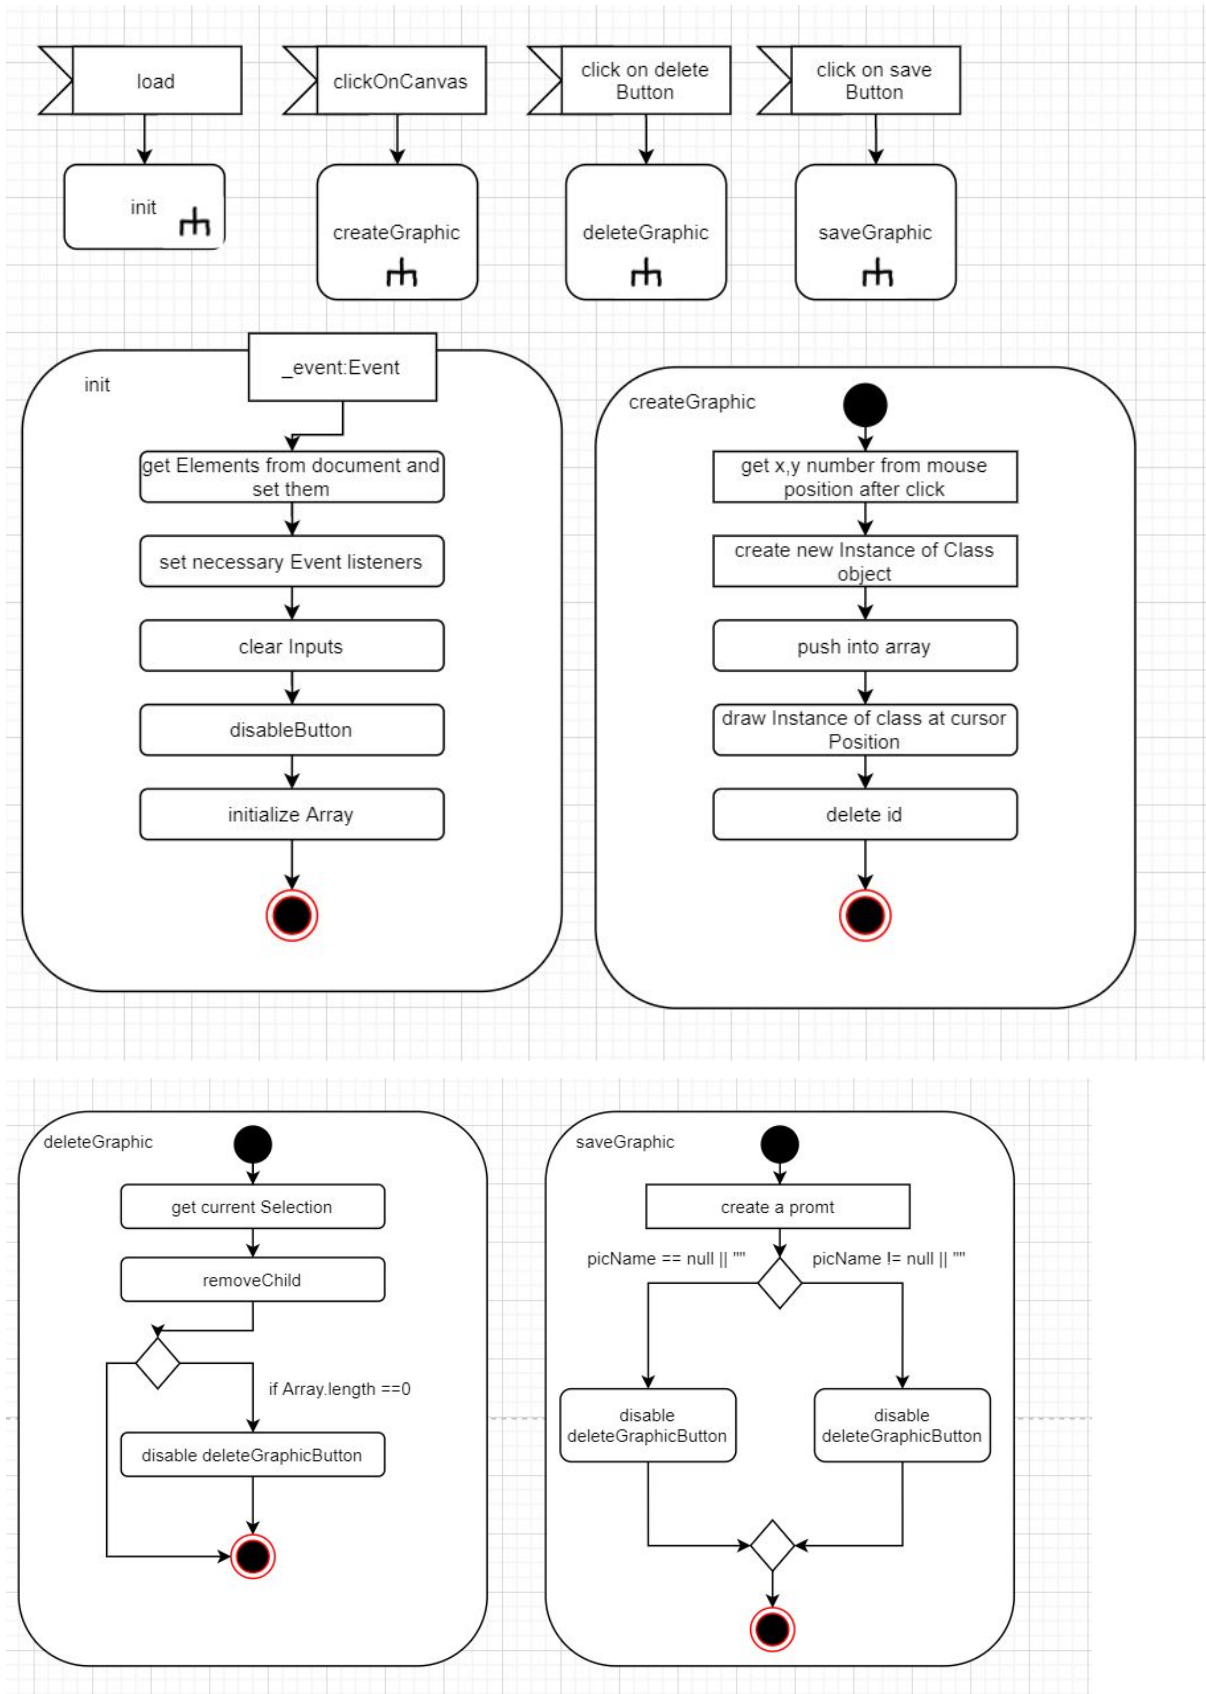 load
clickOnCanvas
click on delete
Button
click on save
Button
init
createGraphic
deleteGraphic
saveGraphic
init
_event:Event
get Elements from document and
set them
set necessary Event listeners
clear Inputs
disableButton
initialize Array
createGraphic
get x,y number from mouse
position after click
create new Instance of Class
object
push into array
draw Instance of class at cursor
Position
delete id
deleteGraphic
get current Selection
removeChild
if Array.length ==0
disable deleteGraphicButton
saveGraphic
create a promt
picName == null || ""
picName != null || ""
disable
deleteGraphicButton
disable
deleteGraphicButton